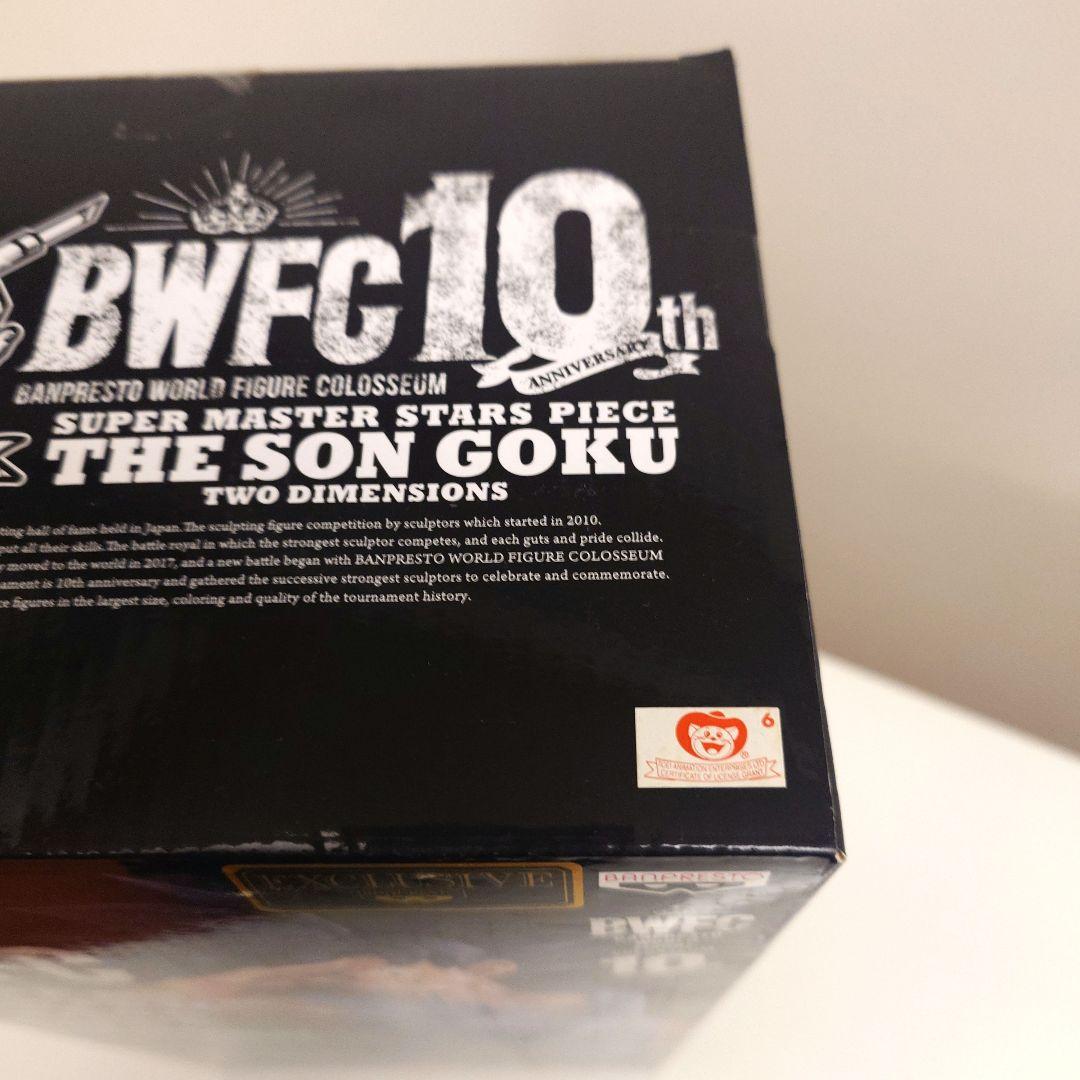 BWFC 10th
ANNIVERSARY
BANPRESTO WORLD FIGURE COLOSSEUM
SUPER MASTER STARS PIECE
THE SON GOKU
TWO DIMENSIONS
ting hall of fame held in Japan. The sculpting figure competition by sculptors which started in 2010.
put all their skills. The battle royal in which the strongest sculptor competes, and each guts and pride collide.
y moved to the world in 2017, and a new battle began with BANPRESTO WORLD FIGURE COLOSSEUM
ament is 10th anniversary and gathered the successive strongest sculptors to celebrate and commemorate.
ce figures in the largest size, coloring and quality of the tournament history.
6
®
TOEI ANIMATION ENTERPRISES LTD
CERTIFICATE OF LICENSE GRANT
EXCLUSIVE
BANPRESTO
BWFC
10